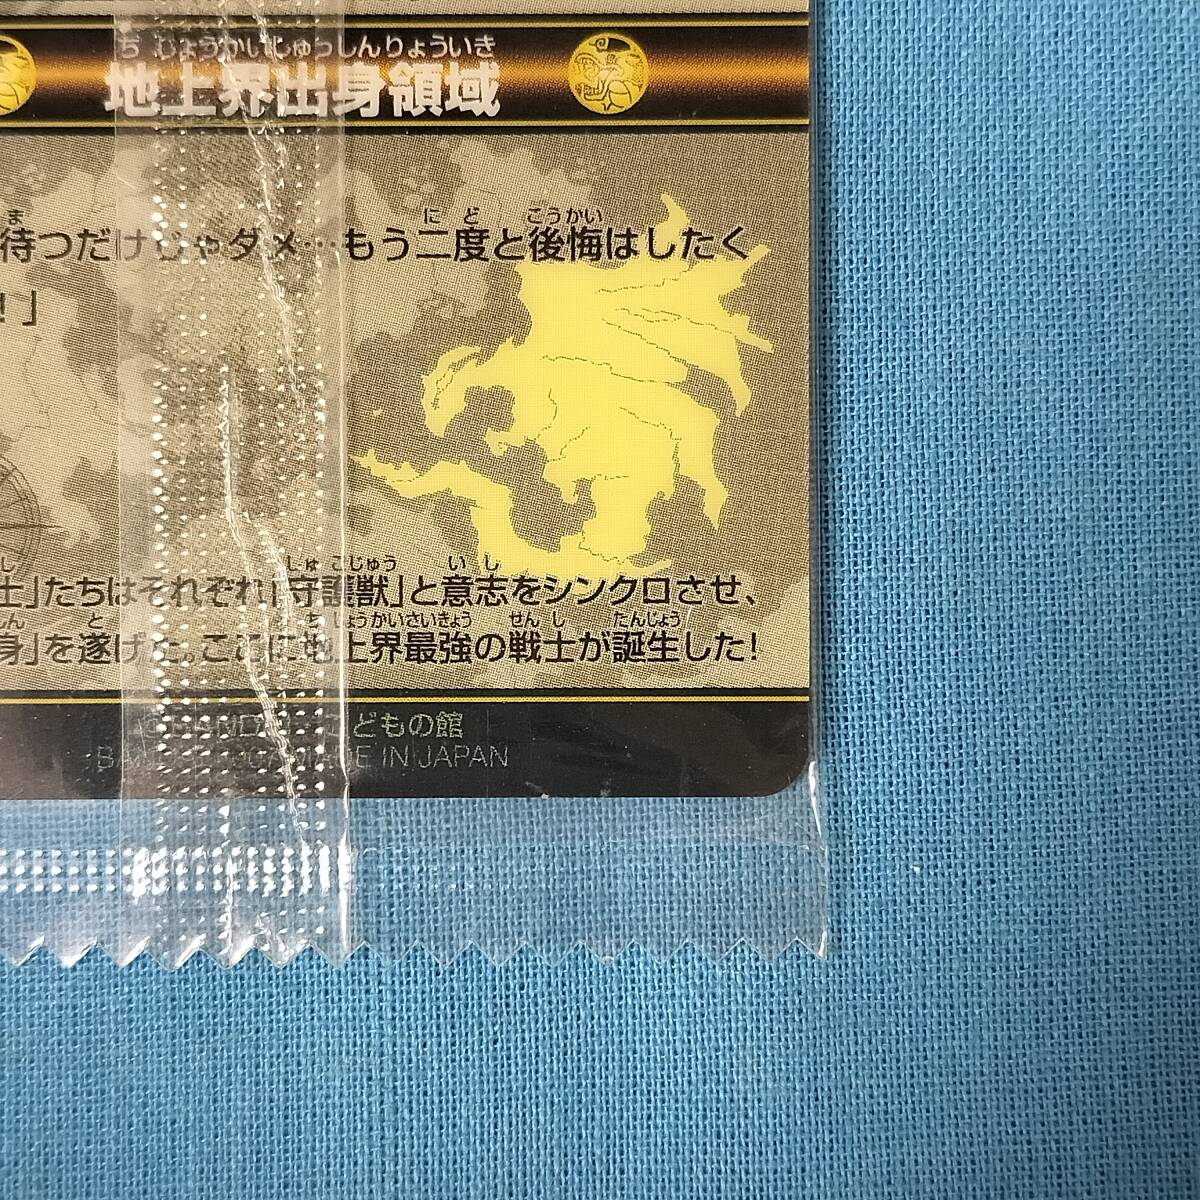 ちじょうかいしゅっしんりょういき
地上界出身領域
ま にど こうかい
待つだけじゃダメ…もう二度と後悔はしたく
！」
し しゅごじゅう いし
士」たちはそれぞれ「守護獣」と意志をシンクロさせ、
しん と ちじょうかいさいきょう せんし たんじょう
身」を遂げた。ここに地上界最強の戦士が誕生した！
どもの館
MADE IN JAPAN